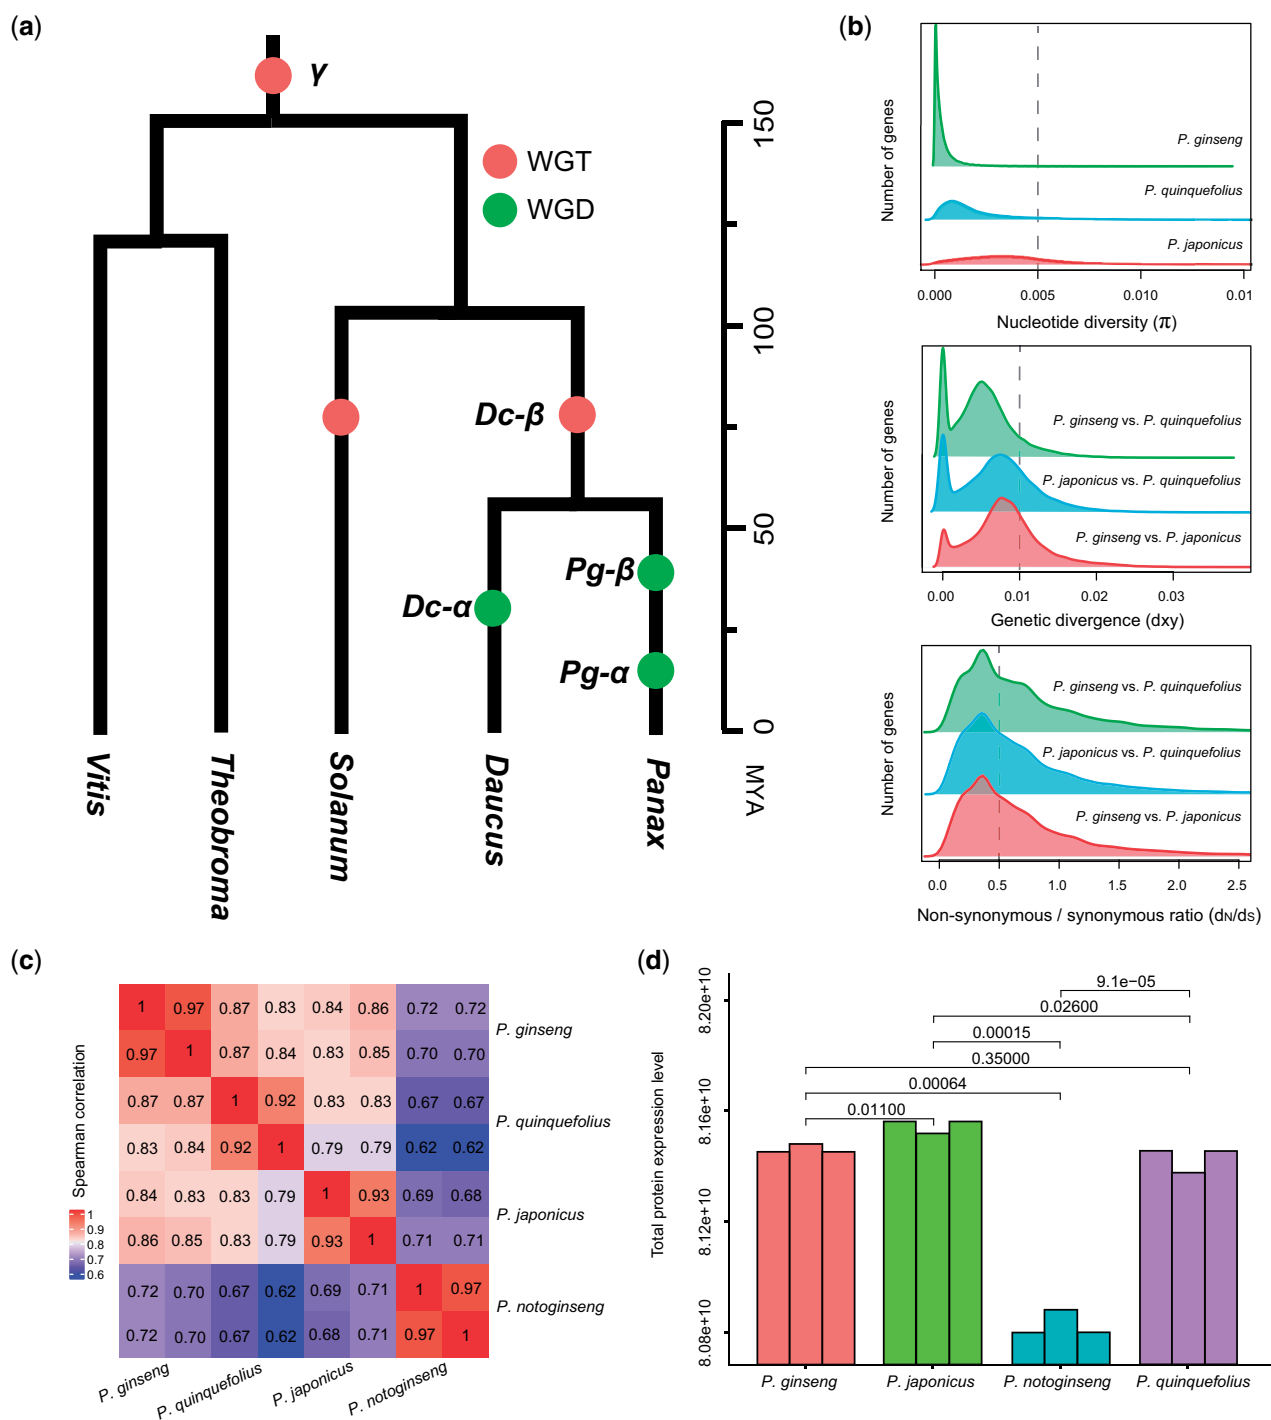 (a)
γ
WGT
WGD
Dc-β
Pg-β
Dc-α
Pg-α
150
100
50
0
MYA
Vitis
Theobroma
Solanum
Daucus
Panax
(b)
Number of genes
P. ginseng
P. quinquefolius
P. japonicus
0.000 0.005 0.010 0.01
Nucleotide diversity (π)
Number of genes
P. ginseng vs. P. quinquefolius
P. japonicus vs. P. quinquefolius
P. ginseng vs. P. japonicus
0.00 0.01 0.02 0.03
Genetic divergence (dxy)
Number of genes
P. ginseng vs. P. quinquefolius
P. japonicus vs. P. quinquefolius
P. ginseng vs. P. japonicus
0.0 0.5 1.0 1.5 2.0 2.5
Non-synonymous / synonymous ratio (dN/dS)
(c)
Spearman correlation
1
0.9
0.8
0.7
0.6
1 0.97 0.87 0.83 0.84 0.86 0.72 0.72
0.97 1 0.87 0.84 0.83 0.85 0.70 0.70
0.87 0.87 1 0.92 0.83 0.83 0.67 0.67
0.83 0.84 0.92 1 0.79 0.79 0.62 0.62
0.84 0.83 0.83 0.79 1 0.93 0.69 0.68
0.86 0.85 0.83 0.79 0.93 1 0.71 0.71
0.72 0.70 0.67 0.62 0.69 0.71 1 0.97
0.72 0.70 0.67 0.62 0.68 0.71 0.97 1
P. ginseng
P. quinquefolius
P. japonicus
P. notoginseng
P. ginseng
P. quinquefolius
P. japonicus
P. notoginseng
(d)
Total protein expression level
8.20e+10
8.16e+10
8.12e+10
8.08e+10
9.1e−05
0.02600
0.00015
0.35000
0.00064
0.01100
P. ginseng P. japonicus P. notoginseng P. quinquefolius